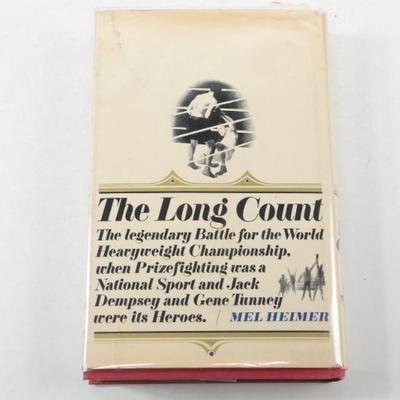 The Long Count
The legendary Battle for the World
Heavyweight Championship,
when Prizefighting was a
National Sport and Jack
Dempsey and Gene Tunney
were its Heroes. / MEL HEIMER